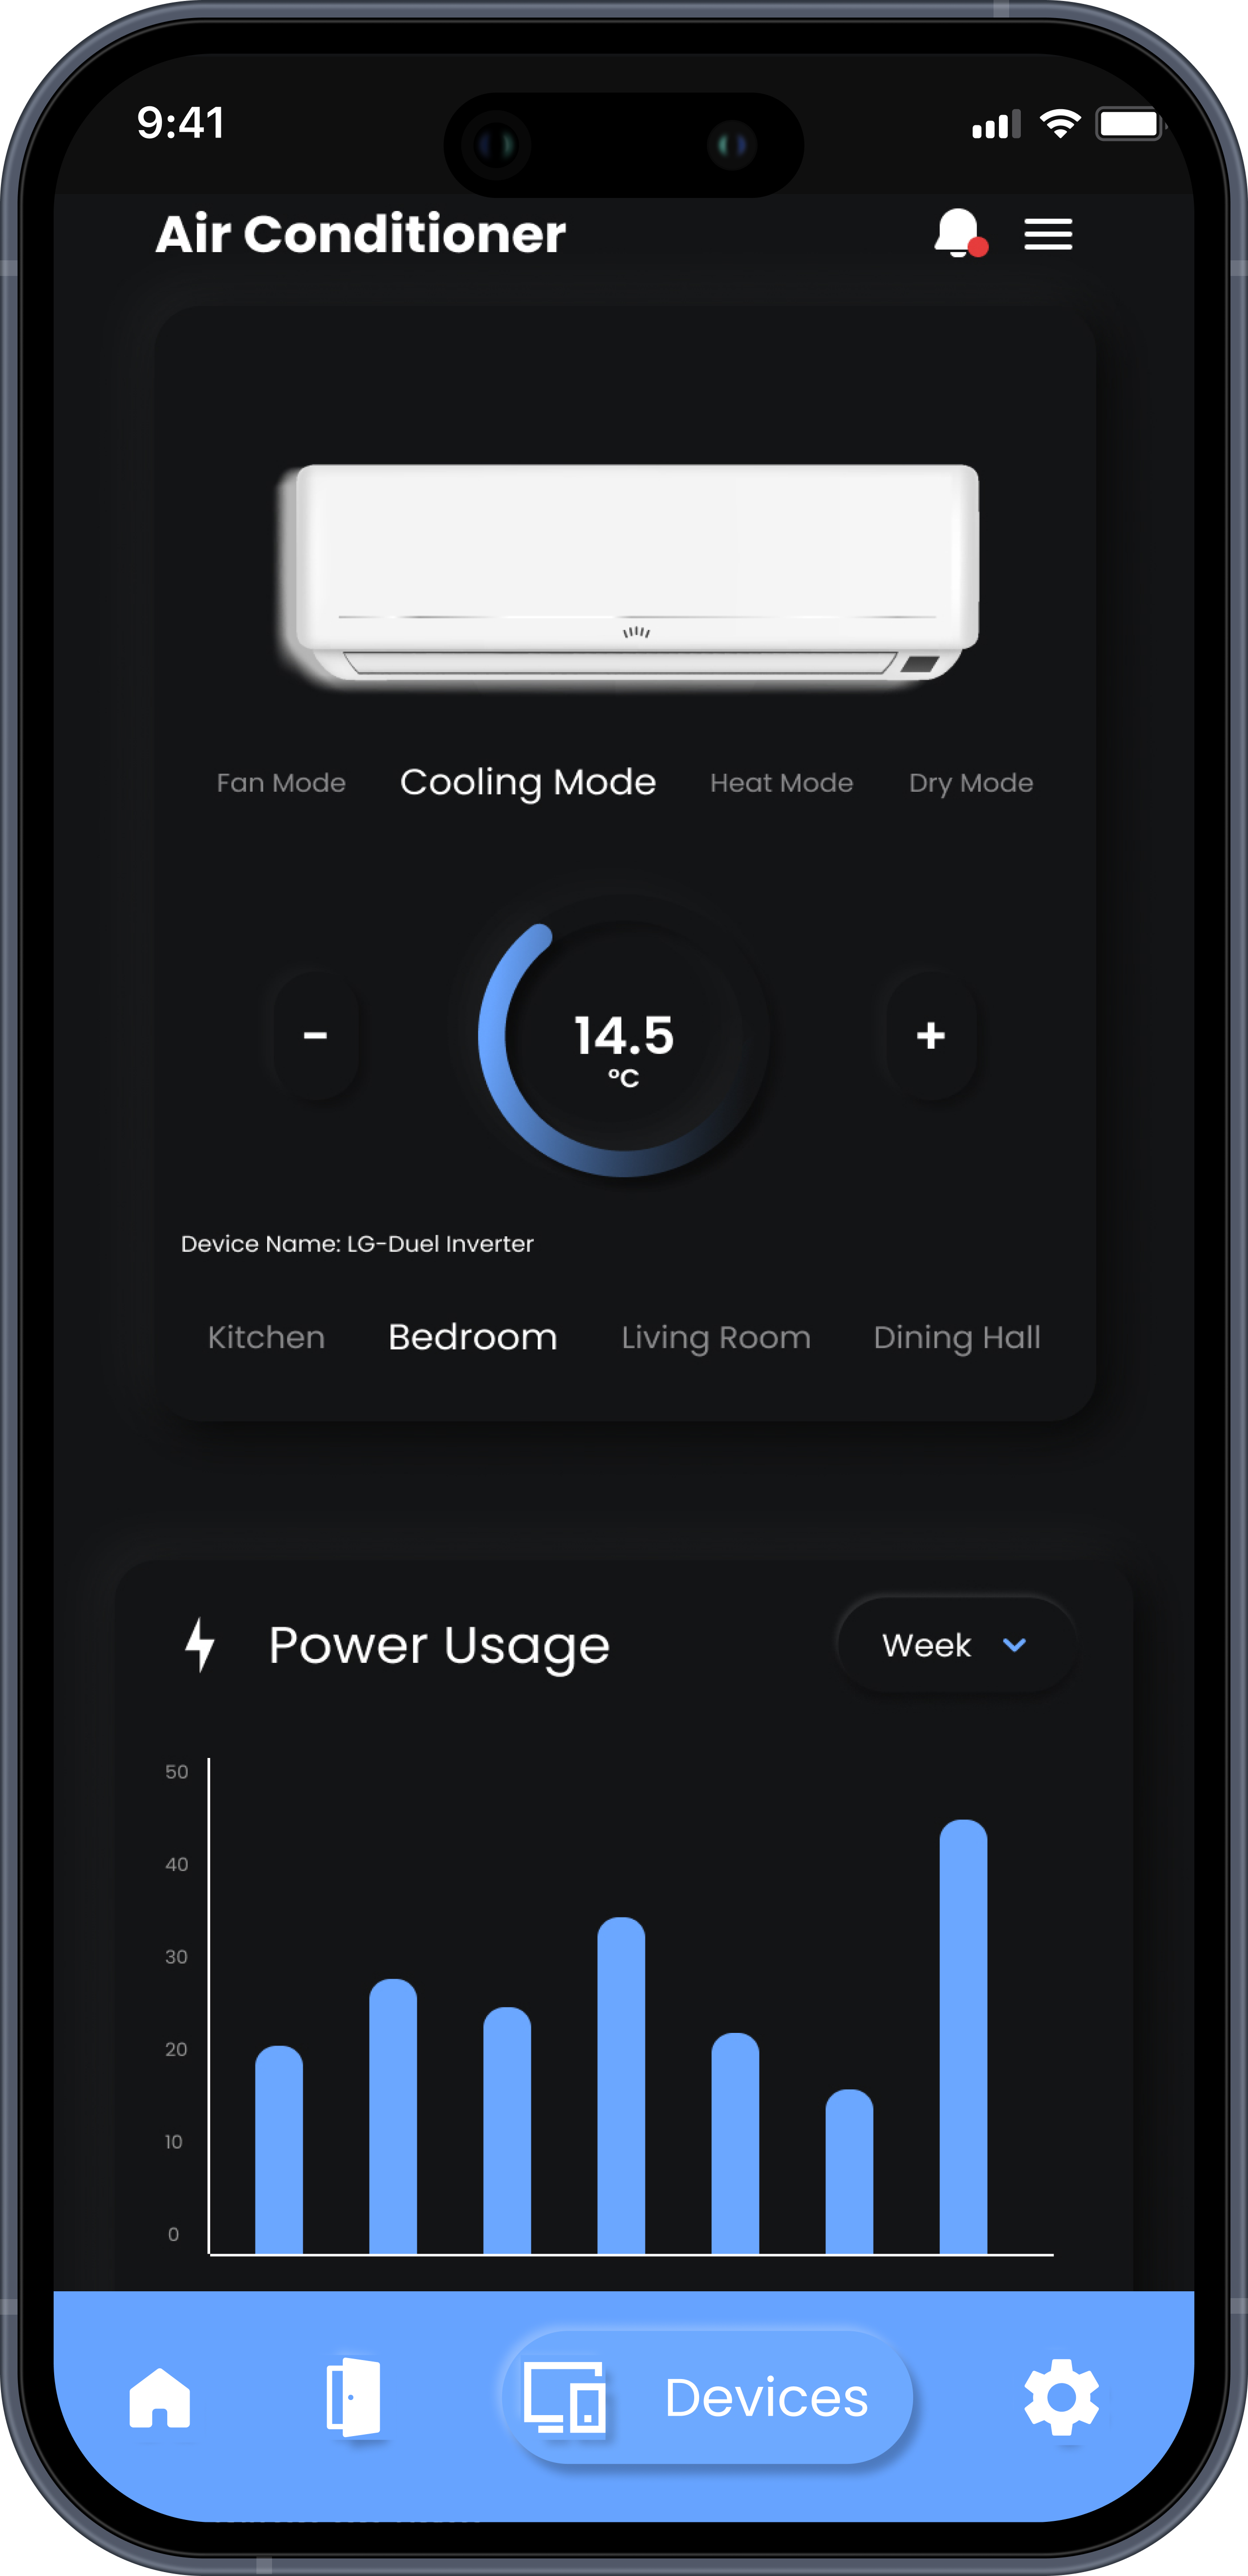 9:41
Air Conditioner
Fan Mode Cooling Mode Heat Mode Dry Mode
- 14.5 +
°C
Device Name: LG-Duel Inverter
Kitchen Bedroom Living Room Dining Hall
Power Usage Week
50
40
30
20
10
0
Devices